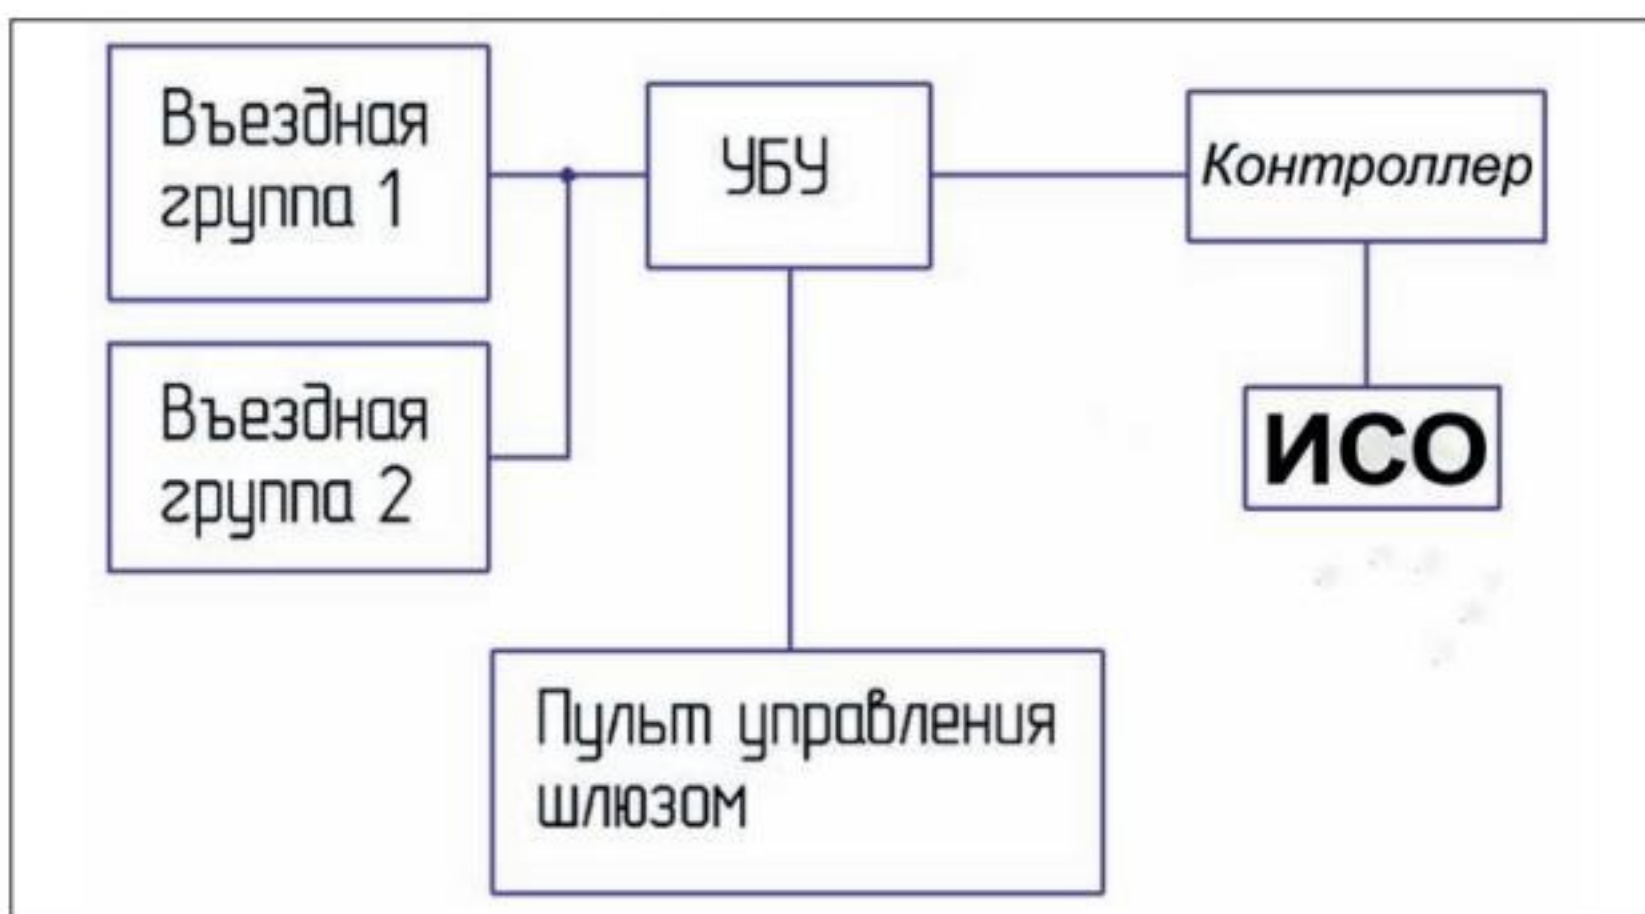 Въездная
группа 1
УБУ
Контроллер
Въездная
группа 2
ИСО
Пульт управления
шлюзом